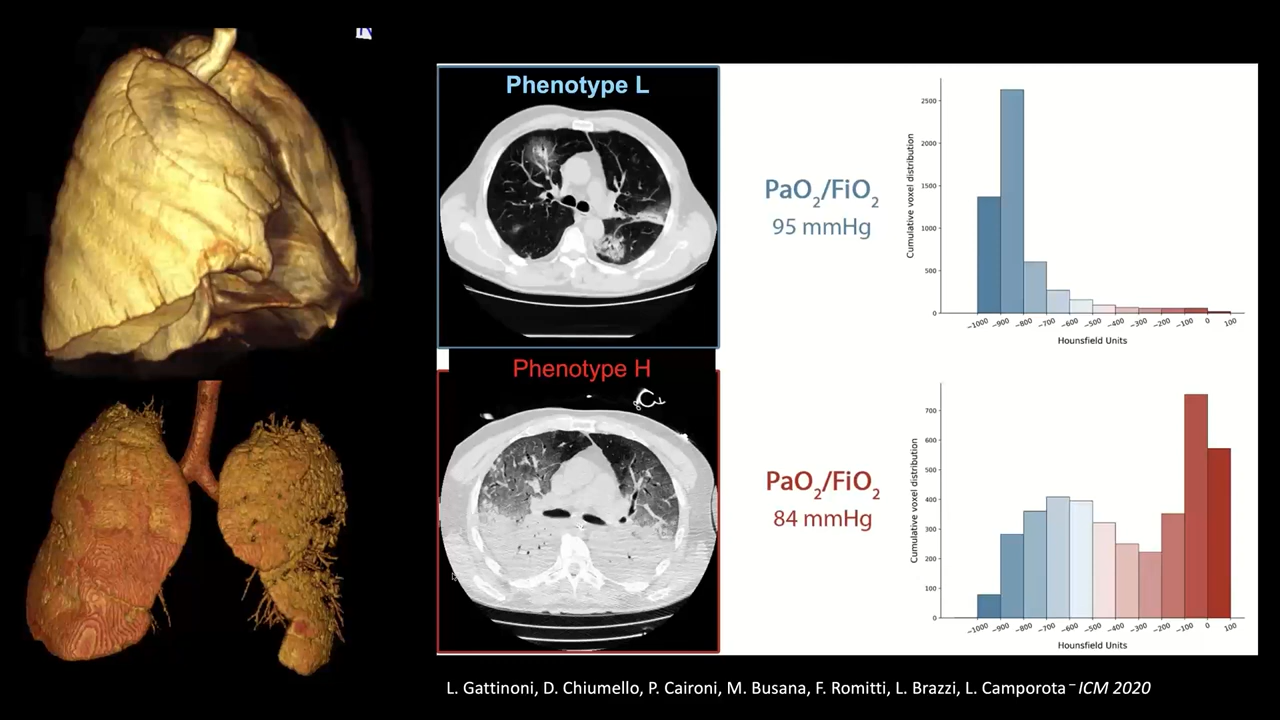 Phenotype L
PaO₂/FiO₂
95 mmHg
Cumulative voxel distribution
2500
2000
1500
1000
500
0
−1000 −900 −800 −700 −600 −500 −400 −300 −200 −100 0 100
Hounsfield Units
Phenotype H
PaO₂/FiO₂
84 mmHg
Cumulative voxel distribution
700
600
500
400
300
200
100
0
−1000 −900 −800 −700 −600 −500 −400 −300 −200 −100 0 100
Hounsfield Units
L. Gattinoni, D. Chiumello, P. Caironi, M. Busana, F. Romitti, L. Brazzi, L. Camporota – ICM 2020